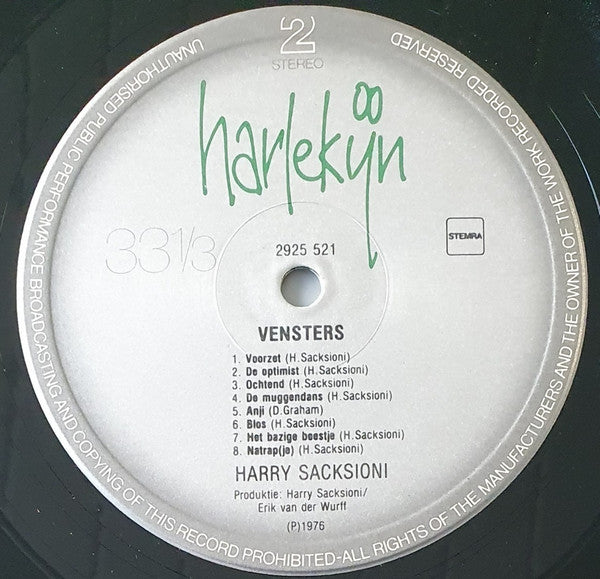 2
STEREO
harlekijn
33 1/3
2925 521
STEMRA
VENSTERS
1. Voorzet (H.Sacksioni)
2. De optimist (H.Sacksioni)
3. Ochtend (H.Sacksioni)
4. De muggendans (H.Sacksioni)
5. Anji (D.Graham)
6. Blos (H.Sacksioni)
7. Het bazige beestje (H.Sacksioni)
8. Natrap(je) (H.Sacksioni)
HARRY SACKSIONI
Produktie: Harry Sacksioni/
Erik van der Wurff
(P)1976
UNAUTHORISED PUBLIC PERFORMANCE BROADCASTING AND COPYING OF THIS RECORD PROHIBITED-ALL RIGHTS OF THE MANUFACTURERS AND THE OWNER OF THE WORK RECORDED RESERVED